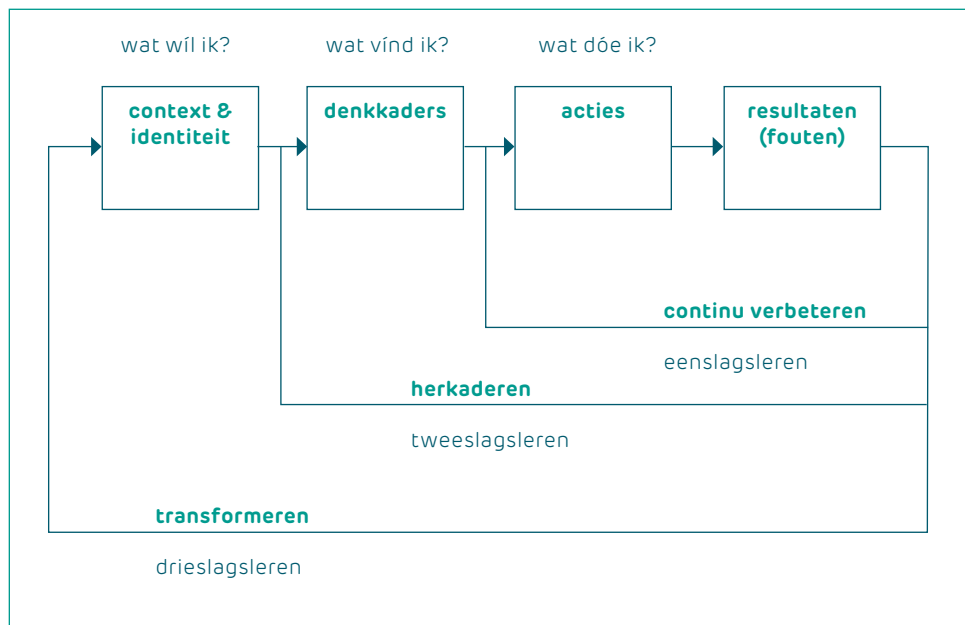 wat wíl ik?
wat vínd ik?
wat dóe ik?
context &
identiteit
denkkaders
acties
resultaten
(fouten)
continu verbeteren
eenslagsleren
herkaderen
tweeslagsleren
transformeren
drieslagsleren